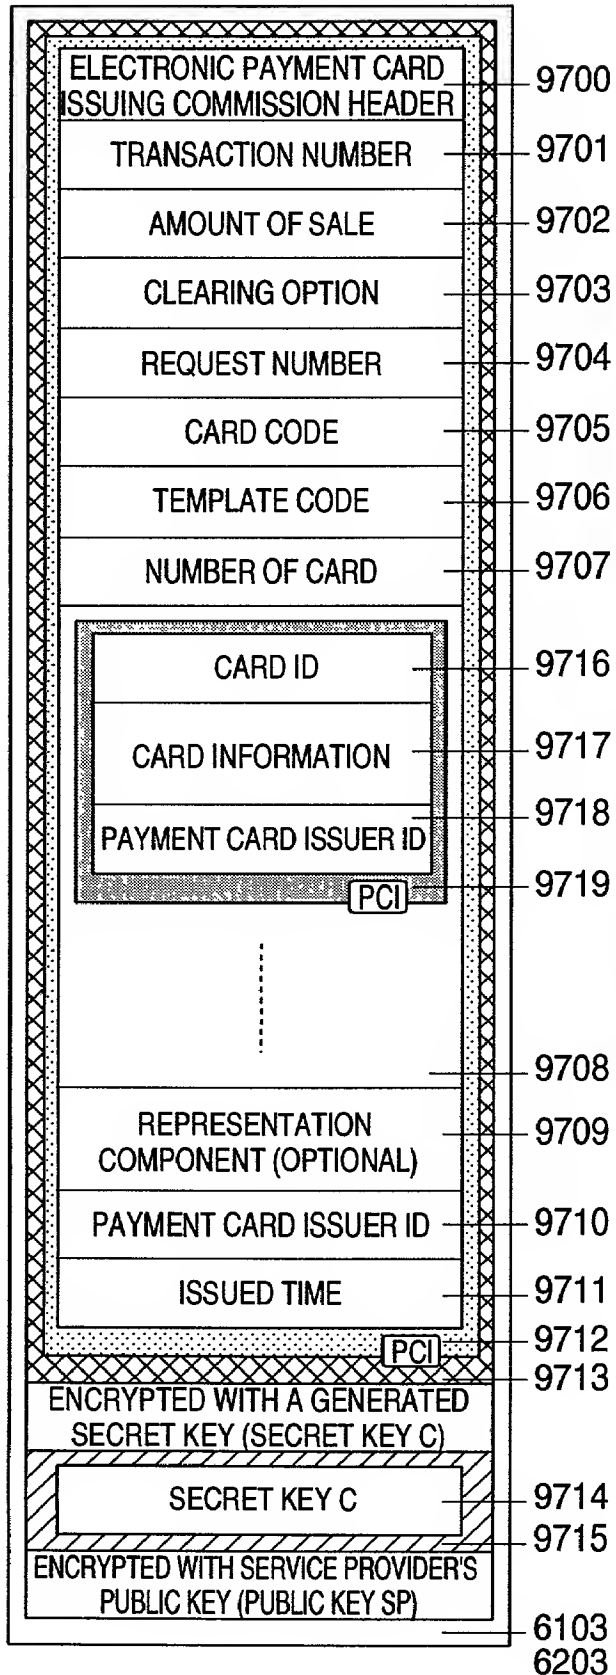 ELECTRONIC PAYMENT CARD 9700
ISSUING COMMISSION HEADER
TRANSACTION NUMBER 9701
AMOUNT OF SALE 9702
CLEARING OPTION 9703
REQUEST NUMBER 9704
CARD CODE 9705
TEMPLATE CODE 9706
NUMBER OF CARD 9707
CARD ID 9716
CARD INFORMATION 9717
9718
PAYMENT CARD ISSUER ID
PCI 9719
9708
REPRESENTATION 9709
COMPONENT (OPTIONAL)
PAYMENT CARD ISSUER ID 9710
ISSUED TIME 9711
PCI 9712
9713
ENCRYPTED WITH A GENERATED
SECRET KEY (SECRET KEY C)
SECRET KEY C 9714
9715
ENCRYPTED WITH SERVICE PROVIDER'S
PUBLIC KEY (PUBLIC KEY SP)
6103
6203